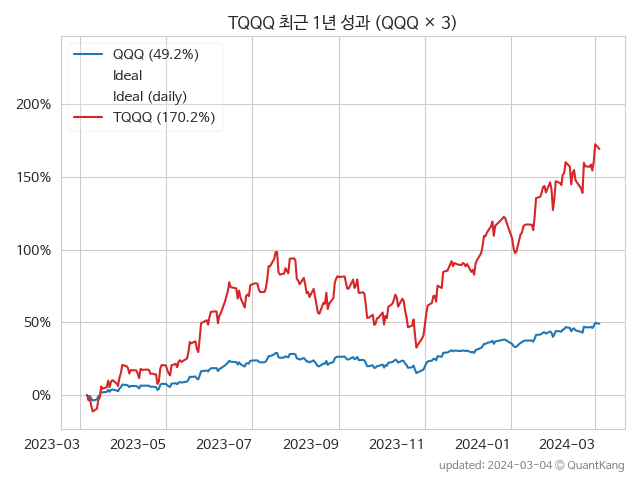 TQQQ 최근 1년 성과 (QQQ × 3)
QQQ (49.2%)
Ideal
Ideal (daily)
TQQQ (170.2%)
200%
150%
100%
50%
0%
2023-03 2023-05 2023-07 2023-09 2023-11 2024-01 2024-03
updated: 2024-03-04 © QuantKang